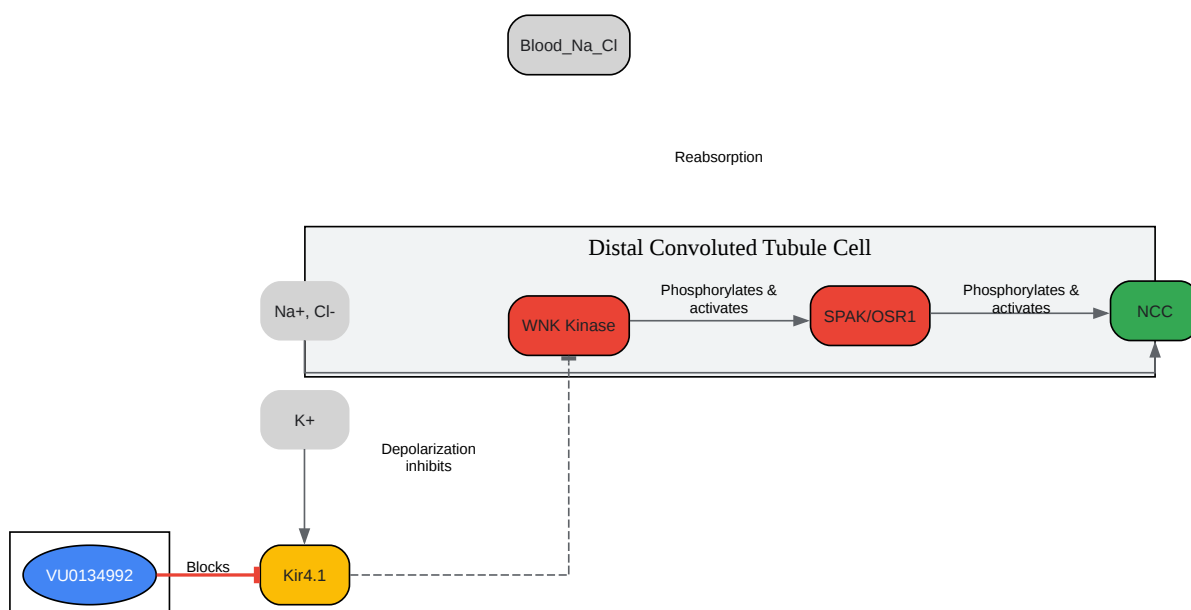 Blood_Na_Cl
Reabsorption
Distal Convoluted Tubule Cell
Na+, Cl-
WNK Kinase
Phosphorylates &
activates
SPAK/OSR1
Phosphorylates &
activates
NCC
K+
Depolarization
inhibits
VU0134992
Blocks
Kir4.1